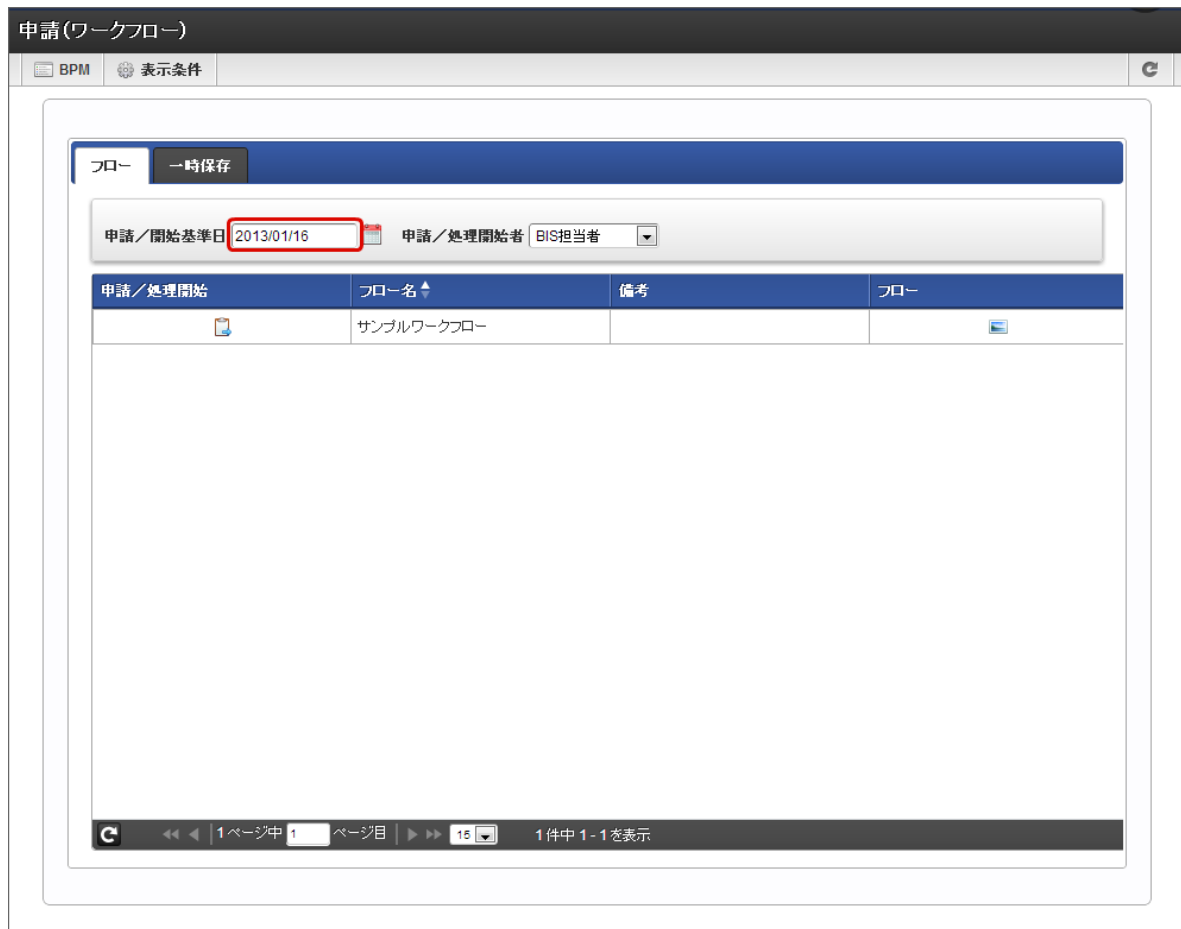 申請(ワークフロー)
BPM 表示条件
フロー 一時保存
申請／開始基準日 2013/01/16 申請／処理開始者 BIS担当者
申請／処理開始 フロー名 備考 フロー
サンプルワークフロー
1 ページ中 1 ページ目 15 1 件中 1 - 1 を表示